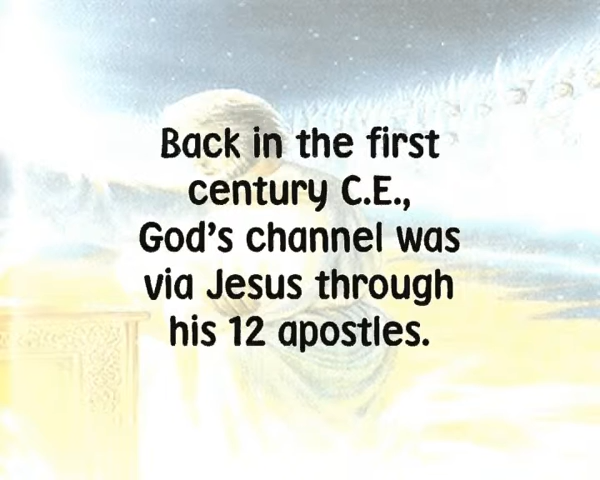 Back in the first
century C.E.,
God’s channel was
via Jesus through
his 12 apostles.